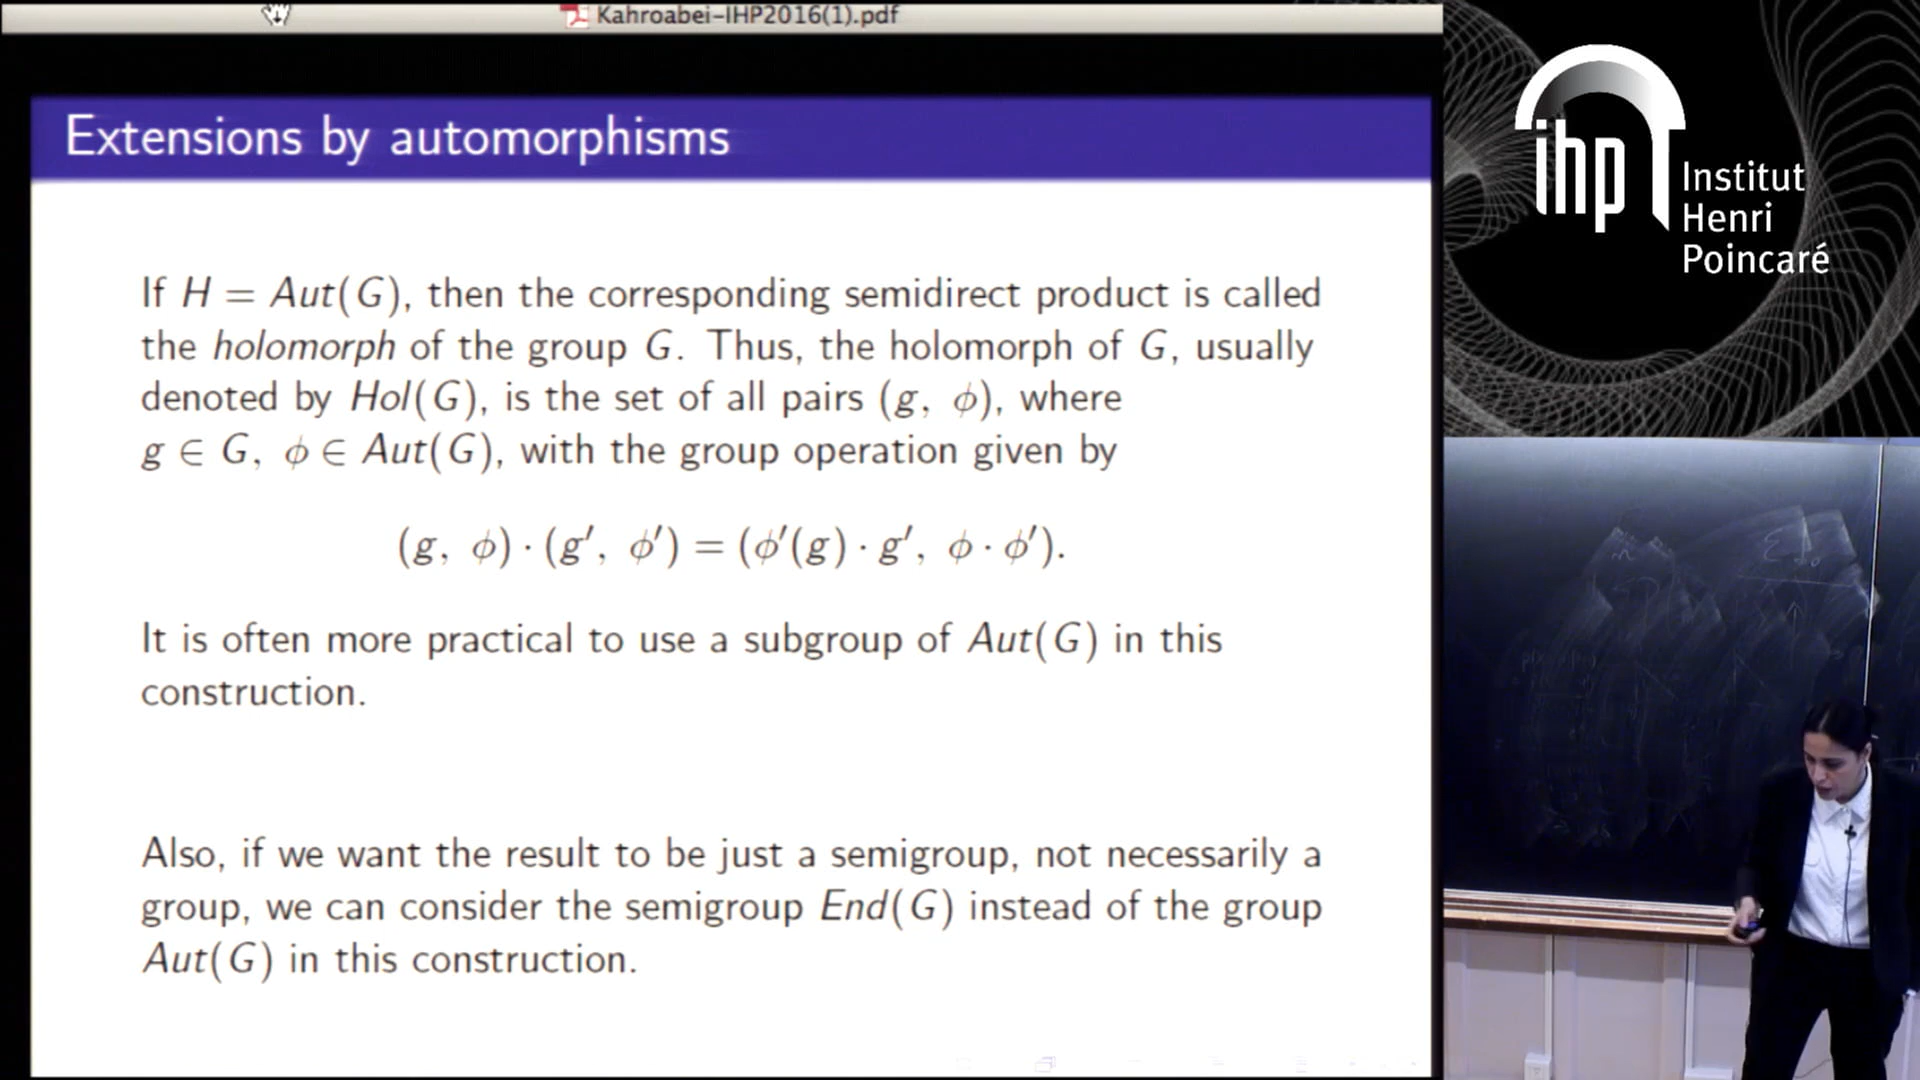 Kahroabei-IHP2016(1).pdf
Extensions by automorphisms
If H = Aut(G), then the corresponding semidirect product is called
the holomorph of the group G. Thus, the holomorph of G, usually
denoted by Hol(G), is the set of all pairs (g, ϕ), where
g ∈ G, ϕ ∈ Aut(G), with the group operation given by
(g, ϕ) · (g′, ϕ′) = (ϕ′(g) · g′, ϕ · ϕ′).
It is often more practical to use a subgroup of Aut(G) in this
construction.
Also, if we want the result to be just a semigroup, not necessarily a
group, we can consider the semigroup End(G) instead of the group
Aut(G) in this construction.
ihp
Institut
Henri
Poincaré